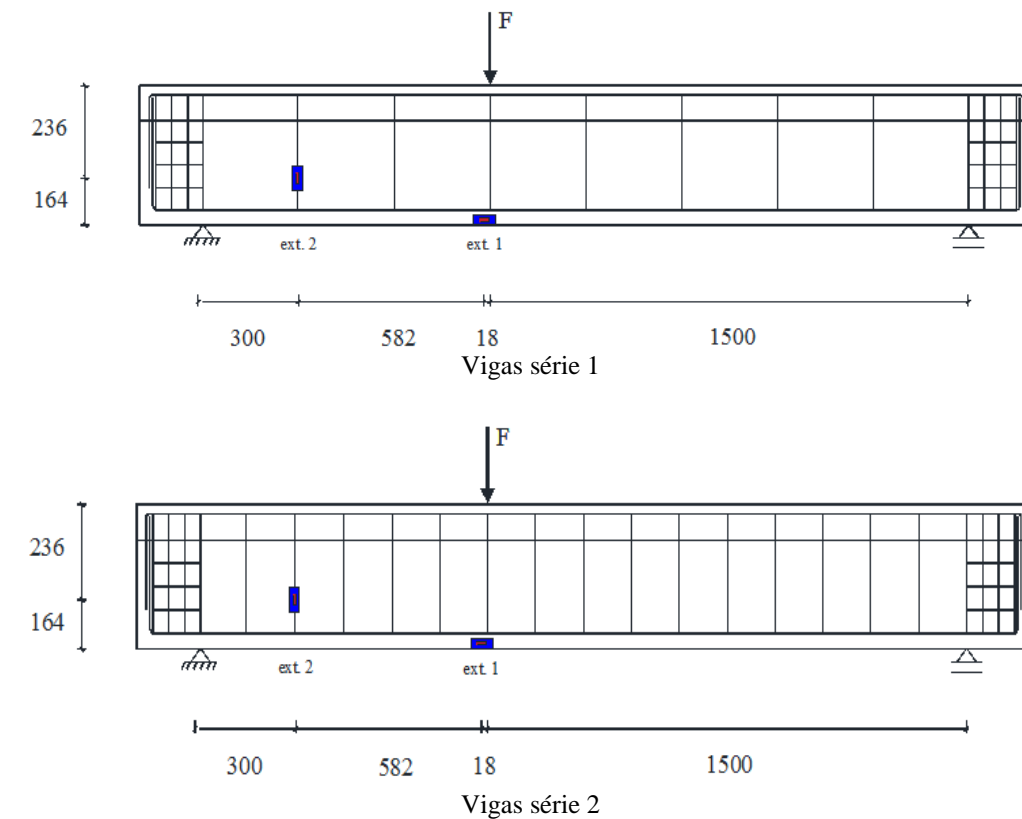 F
236
164
ext. 2
ext. 1
300
582
18
1500
Vigas série 1
F
236
164
ext. 2
ext. 1
300
582
18
1500
Vigas série 2